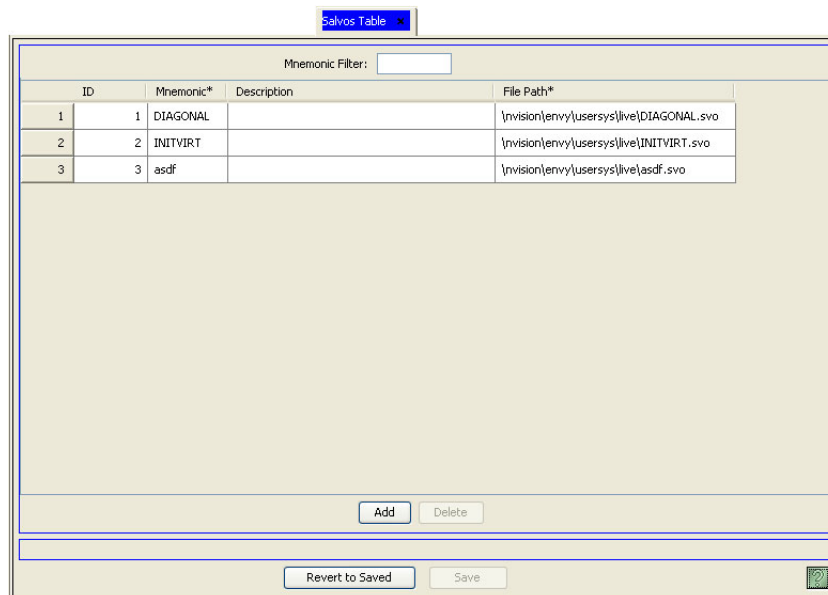 Salvos Table ×
Mnemonic Filter:
ID Mnemonic* Description File Path*
1 1 DIAGONAL \nvision\envy\usersys\live\DIAGONAL.svo
2 2 INITVIRT \nvision\envy\usersys\live\INITVIRT.svo
3 3 asdf \nvision\envy\usersys\live\asdf.svo
Add Delete
Revert to Saved Save ?